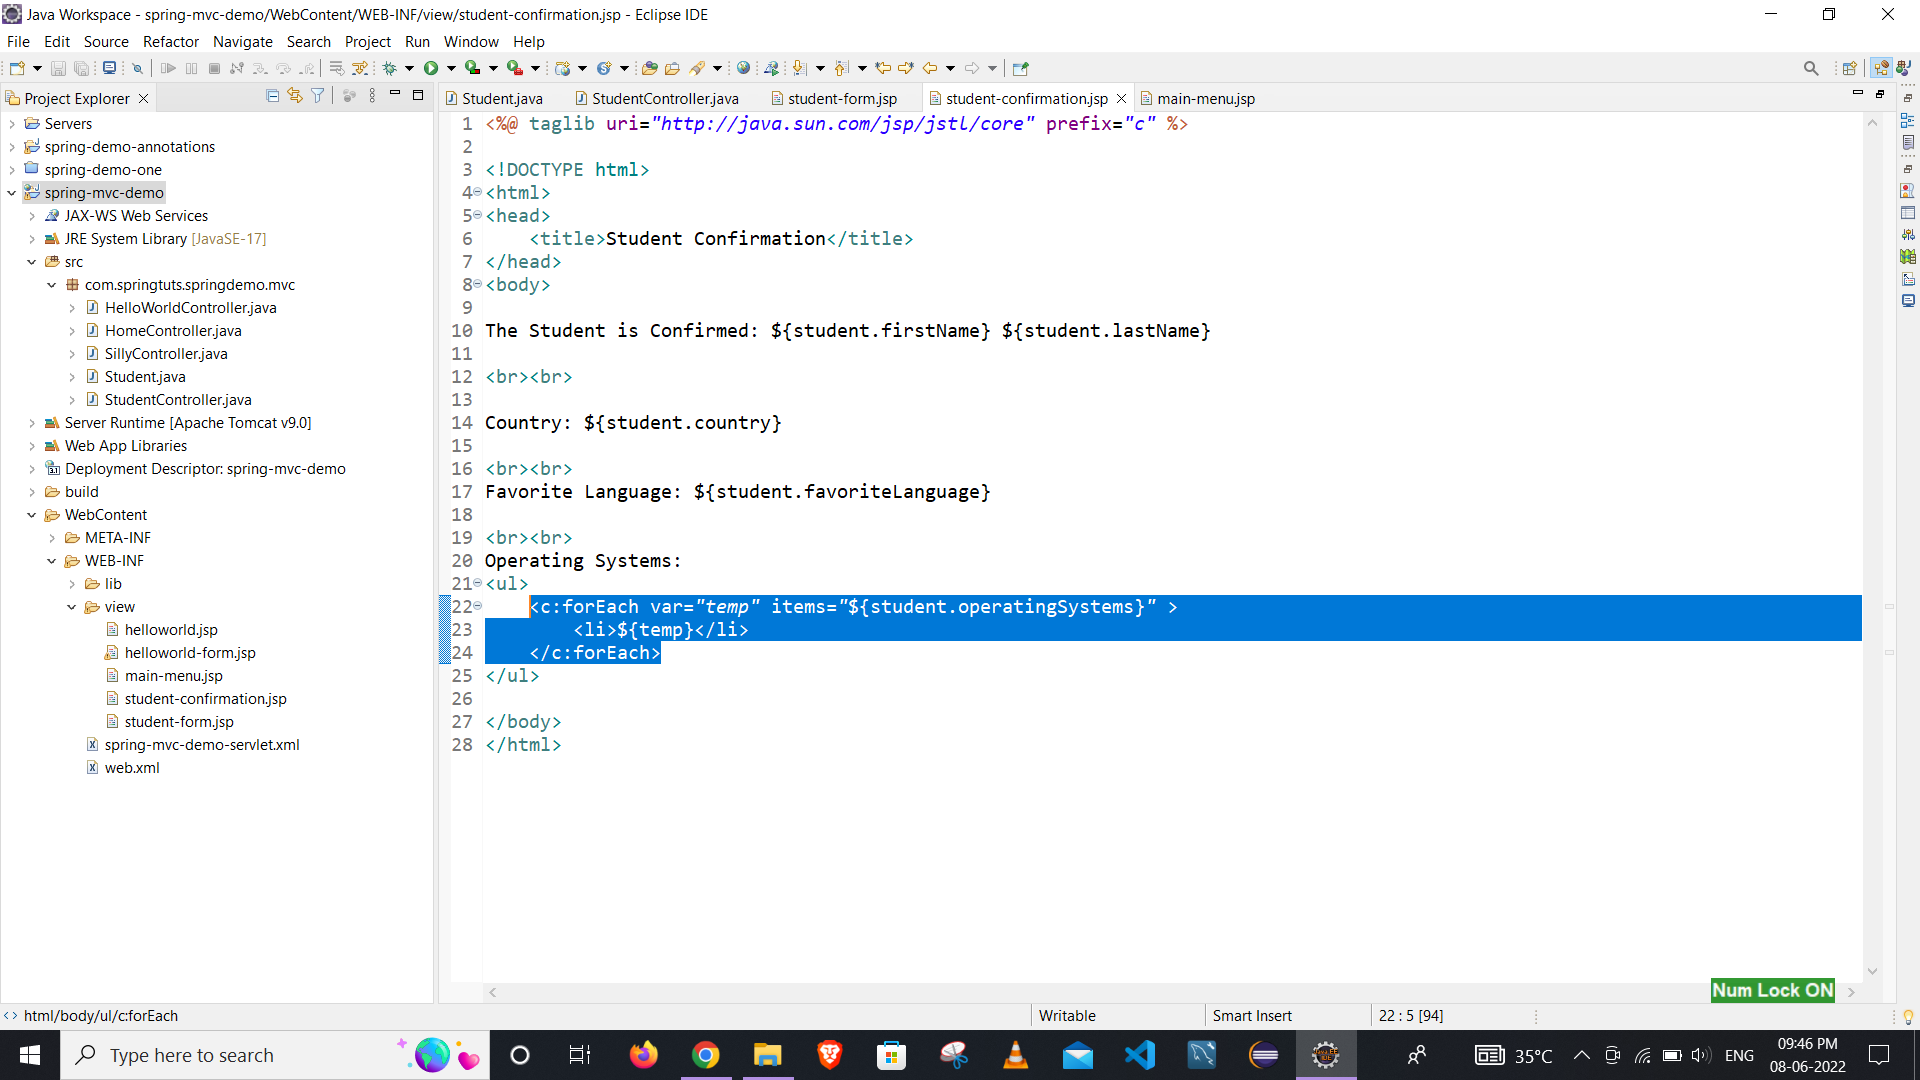 Java Workspace - spring-mvc-demo/WebContent/WEB-INF/view/student-confirmation.jsp - Eclipse IDE
File Edit Source Refactor Navigate Search Project Run Window Help
Project Explorer
Servers
spring-demo-annotations
spring-demo-one
spring-mvc-demo
JAX-WS Web Services
JRE System Library [JavaSE-17]
src
com.springtuts.springdemo.mvc
HelloWorldController.java
HomeController.java
SillyController.java
Student.java
StudentController.java
Server Runtime [Apache Tomcat v9.0]
Web App Libraries
Deployment Descriptor: spring-mvc-demo
build
WebContent
META-INF
WEB-INF
lib
view
helloworld.jsp
helloworld-form.jsp
main-menu.jsp
student-confirmation.jsp
student-form.jsp
spring-mvc-demo-servlet.xml
web.xml
Student.java StudentController.java student-form.jsp student-confirmation.jsp main-menu.jsp
1 <%@ taglib uri="http://java.sun.com/jsp/jstl/core" prefix="c" %>
2
3 <!DOCTYPE html>
4 <html>
5 <head>
6     <title>Student Confirmation</title>
7 </head>
8 <body>
9
10 The Student is Confirmed: ${student.firstName} ${student.lastName}
11
12 <br><br>
13
14 Country: ${student.country}
15
16 <br><br>
17 Favorite Language: ${student.favoriteLanguage}
18
19 <br><br>
20 Operating Systems:
21 <ul>
22     <c:forEach var="temp" items="${student.operatingSystems}" >
23         <li>${temp}</li>
24     </c:forEach>
25 </ul>
26
27 </body>
28 </html>
Num Lock ON
html/body/ul/c:forEach Writable Smart Insert 22 : 5 [94]
Type here to search 35°C ENG 09:46 PM
08-06-2022